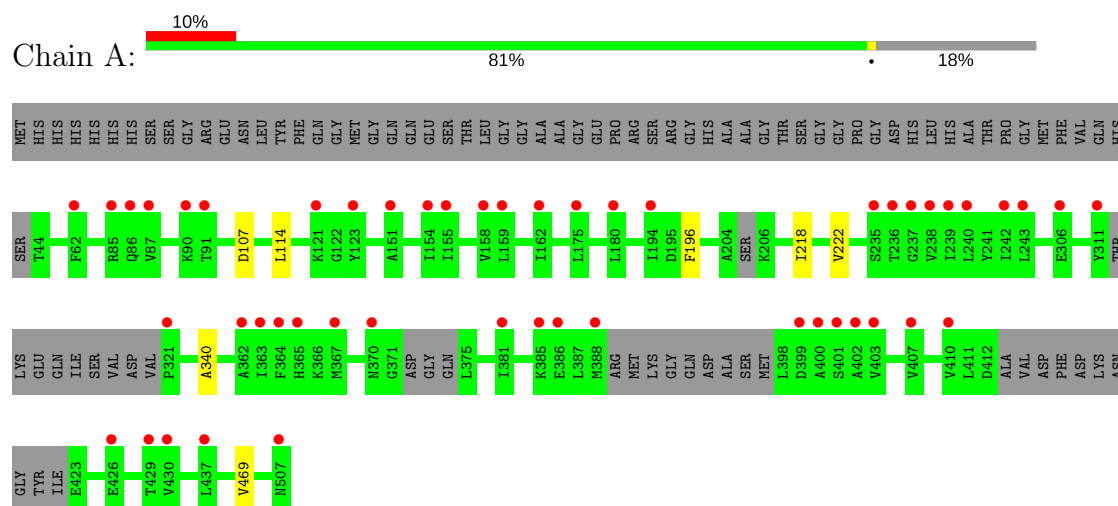 10%
Chain A:
81% • 18%
MET HIS HIS HIS HIS HIS HIS SER SER GLY ARG GLU ASN LEU TYR PHE GLN GLY MET GLY GLN GLN GLU SER THR LEU GLY GLY ALA ALA GLY GLU PRO ARG SER ARG GLY HIS ALA ALA GLY THR SER GLY GLY PRO GLY ASP HIS LEU HIS ALA THR PRO GLY MET PHE VAL GLN HIS
SER T44 F62 R85 Q86 V87 K90 T91 D107 L114 K121 G122 Y123 A151 I154 I155 V158 L159 I162 L175 L180 I194 D195 F196 A204 SER K206 I218 V222 S235 T236 G237 V238 I239 L240 Y241 I242 L243 E306 Y311 THR
LYS GLU GLN ILE SER VAL ASP VAL P321 A340 A362 I363 F364 H365 K366 M367 N370 G371 ASP GLY GLN L375 I381 K385 E386 L387 M388 ARG MET LYS GLY GLN ASP ALA SER MET L398 D399 A400 S401 A402 V403 V407 V410 L411 D412 ALA VAL ASP PHE ASP LYS ASN
GLY TYR ILE E423 E426 T429 V430 L437 V469 N507